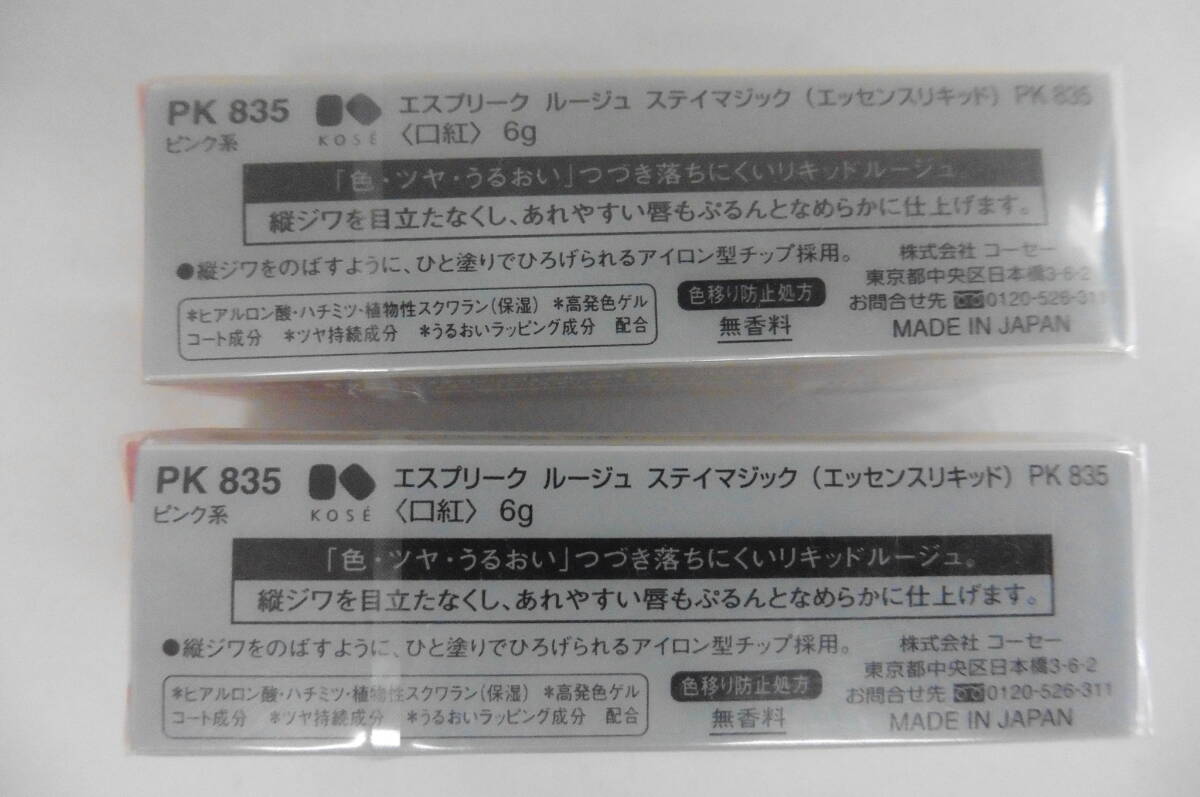 PK 835 エスプリーク ルージュ ステイマジック（エッセンスリキッド） PK 835
ピンク系 KOSÉ 〈口紅〉 6g
「色・ツヤ・うるおい」つづき落ちにくいリキッドルージュ。
縦ジワを目立たなくし、あれやすい唇もぷるんとなめらかに仕上げます。
●縦ジワをのばすように、ひと塗りでひろげられるアイロン型チップ採用。
*ヒアルロン酸・ハチミツ・植物性スクワラン(保湿) *高発色ゲル
コート成分 *ツヤ持続成分 *うるおいラッピング成分 配合
色移り防止処方
無香料
株式会社 コーセー
東京都中央区日本橋3-6-2
お問合せ先 0120-526-311
MADE IN JAPAN
PK 835 エスプリーク ルージュ ステイマジック（エッセンスリキッド） PK 835
ピンク系 KOSÉ 〈口紅〉 6g
「色・ツヤ・うるおい」つづき落ちにくいリキッドルージュ。
縦ジワを目立たなくし、あれやすい唇もぷるんとなめらかに仕上げます。
●縦ジワをのばすように、ひと塗りでひろげられるアイロン型チップ採用。
*ヒアルロン酸・ハチミツ・植物性スクワラン(保湿) *高発色ゲル
コート成分 *ツヤ持続成分 *うるおいラッピング成分 配合
色移り防止処方
無香料
株式会社 コーセー
東京都中央区日本橋3-6-2
お問合せ先 0120-526-311
MADE IN JAPAN